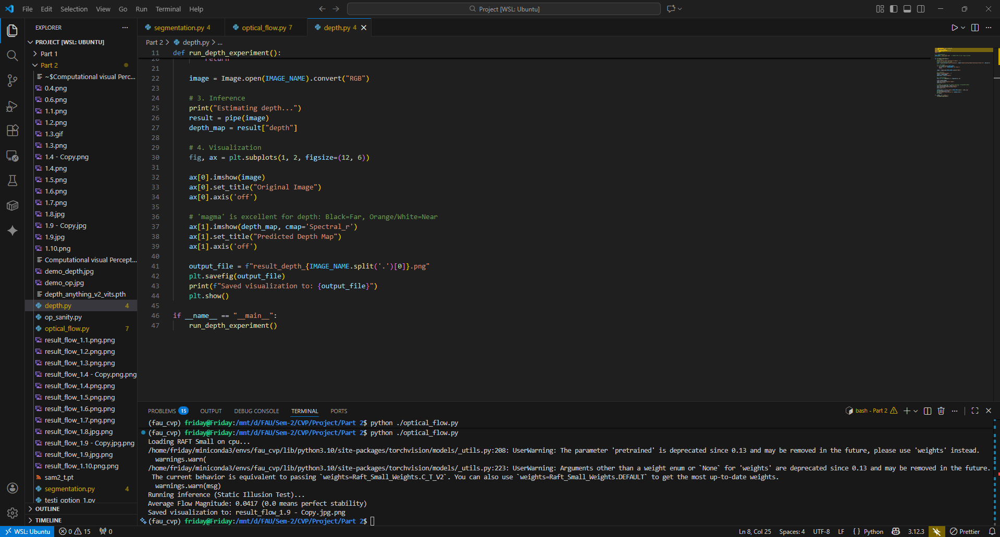 File Edit Selection View Go Run Terminal Help
Project [WSL: Ubuntu]
EXPLORER
PROJECT [WSL: UBUNTU]
Part 1
Part 2
~$Computational visual Perc...
0.4.png
0.6.png
1.1.png
1.2.png
1.3.gif
1.3.png
1.4 - Copy.png
1.4.png
1.5.png
1.6.png
1.7.png
1.8.jpg
1.9 - Copy.jpg
1.9.jpg
1.10.png
Computational visual Percept...
demo_depth.jpg
demo_op.jpg
depth_anything_v2_vits.pth
depth.py 4
op_sanity.py
optical_flow.py 7
result_flow_1.1.png.png
result_flow_1.2.png.png
result_flow_1.3.png.png
result_flow_1.4 - Copy.png.png
result_flow_1.4.png.png
result_flow_1.5.png.png
result_flow_1.6.png.png
result_flow_1.7.png.png
result_flow_1.8.jpg.png
result_flow_1.9 - Copy.jpg.png
result_flow_1.9.jpg.png
result_flow_1.10.png.png
sam2_t.pt
segmentation.py 4
testi_option_1.py
OUTLINE
TIMELINE
segmentation.py 4 optical_flow.py 7 depth.py 4
Part 2 > depth.py > ...
11 def run_depth_experiment():
20 return
21
22 image = Image.open(IMAGE_NAME).convert("RGB")
23
24 # 3. Inference
25 print("Estimating depth...")
26 result = pipe(image)
27 depth_map = result["depth"]
28
29 # 4. Visualization
30 fig, ax = plt.subplots(1, 2, figsize=(12, 6))
31
32 ax[0].imshow(image)
33 ax[0].set_title("Original Image")
34 ax[0].axis('off')
35
36 # 'magma' is excellent for depth: Black=Far, Orange/White=Near
37 ax[1].imshow(depth_map, cmap='Spectral_r')
38 ax[1].set_title("Predicted Depth Map")
39 ax[1].axis('off')
40
41 output_file = f"result_depth_{IMAGE_NAME.split('.')[0]}.png"
42 plt.savefig(output_file)
43 print(f"Saved visualization to: {output_file}")
44 plt.show()
45
46 if __name__ == "__main__":
47 run_depth_experiment()
PROBLEMS 15 OUTPUT DEBUG CONSOLE TERMINAL PORTS
bash - Part 2
(fau_cvp) friday@Friday:/mnt/d/FAU/Sem-2/CVP/Project/Part 2$ python ./optical_flow.py
(fau_cvp) friday@Friday:/mnt/d/FAU/Sem-2/CVP/Project/Part 2$ python ./optical_flow.py
Loading RAFT Small on cpu...
/home/friday/miniconda3/envs/fau_cvp/lib/python3.10/site-packages/torchvision/models/_utils.py:208: UserWarning: The parameter 'pretrained' is deprecated since 0.13 and may be removed in the future, please use 'weights' instead.
warnings.warn(
/home/friday/miniconda3/envs/fau_cvp/lib/python3.10/site-packages/torchvision/models/_utils.py:223: UserWarning: Arguments other than a weight enum or `None` for 'weights' are deprecated since 0.13 and may be removed in the future.
The current behavior is equivalent to passing `weights=Raft_Small_Weights.C_T_V2`. You can also use `weights=Raft_Small_Weights.DEFAULT` to get the most up-to-date weights.
warnings.warn(msg)
Running inference (Static Illusion Test)...
Average Flow Magnitude: 0.0417 (0.0 means perfect stability)
Saved visualization to: result_flow_1.9 - Copy.jpg.png
(fau_cvp) friday@Friday:/mnt/d/FAU/Sem-2/CVP/Project/Part 2$
WSL: Ubuntu 0 15 0
Ln 8, Col 25 Spaces: 4 UTF-8 LF { } Python 3.12.3 Prettier